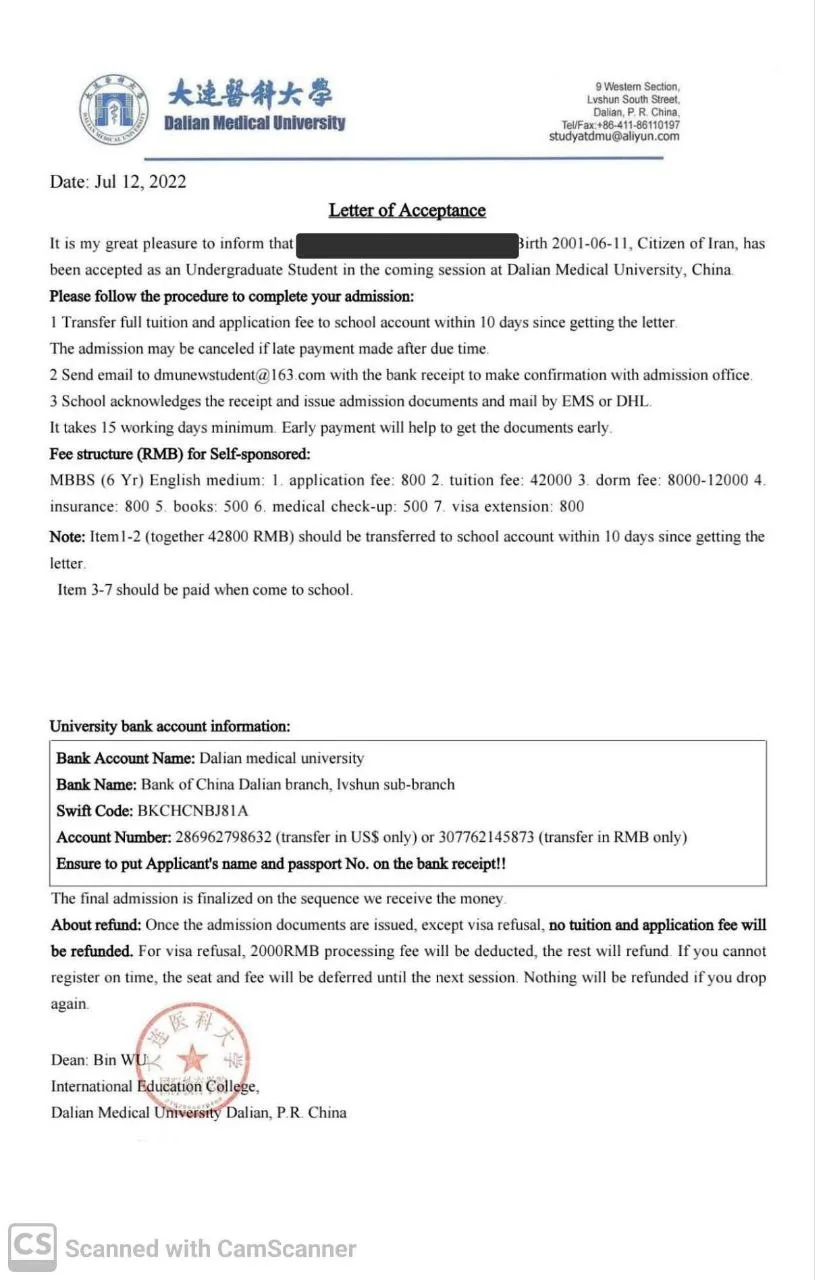 大連醫科大學
Dalian Medical University
9 Western Section,
Lvshun South Street,
Dalian, P. R. China,
Tel/Fax:+86-411-86110197
studyatdmu@aliyun.com
Date: Jul 12, 2022
Letter of Acceptance
It is my great pleasure to inform that Birth 2001-06-11, Citizen of Iran, has
been accepted as an Undergraduate Student in the coming session at Dalian Medical University, China.
Please follow the procedure to complete your admission:
1 Transfer full tuition and application fee to school account within 10 days since getting the letter.
The admission may be canceled if late payment made after due time.
2 Send email to dmunewstudent@163.com with the bank receipt to make confirmation with admission office.
3 School acknowledges the receipt and issue admission documents and mail by EMS or DHL.
It takes 15 working days minimum. Early payment will help to get the documents early.
Fee structure (RMB) for Self-sponsored:
MBBS (6 Yr) English medium: 1. application fee: 800 2. tuition fee: 42000 3. dorm fee: 8000-12000 4.
insurance: 800 5. books: 500 6. medical check-up: 500 7. visa extension: 800
Note: Item1-2 (together 42800 RMB) should be transferred to school account within 10 days since getting the
letter.
Item 3-7 should be paid when come to school.
University bank account information:
Bank Account Name: Dalian medical university
Bank Name: Bank of China Dalian branch, lvshun sub-branch
Swift Code: BKCHCNBJ81A
Account Number: 286962798632 (transfer in US$ only) or 307762145873 (transfer in RMB only)
Ensure to put Applicant's name and passport No. on the bank receipt!!
The final admission is finalized on the sequence we receive the money.
About refund: Once the admission documents are issued, except visa refusal, no tuition and application fee will
be refunded. For visa refusal, 2000RMB processing fee will be deducted, the rest will refund. If you cannot
register on time, the seat and fee will be deferred until the next session. Nothing will be refunded if you drop
again.
大连医科大学
国际教育学院
Dean: Bin WU
International Education College,
Dalian Medical University Dalian, P.R. China
CS Scanned with CamScanner